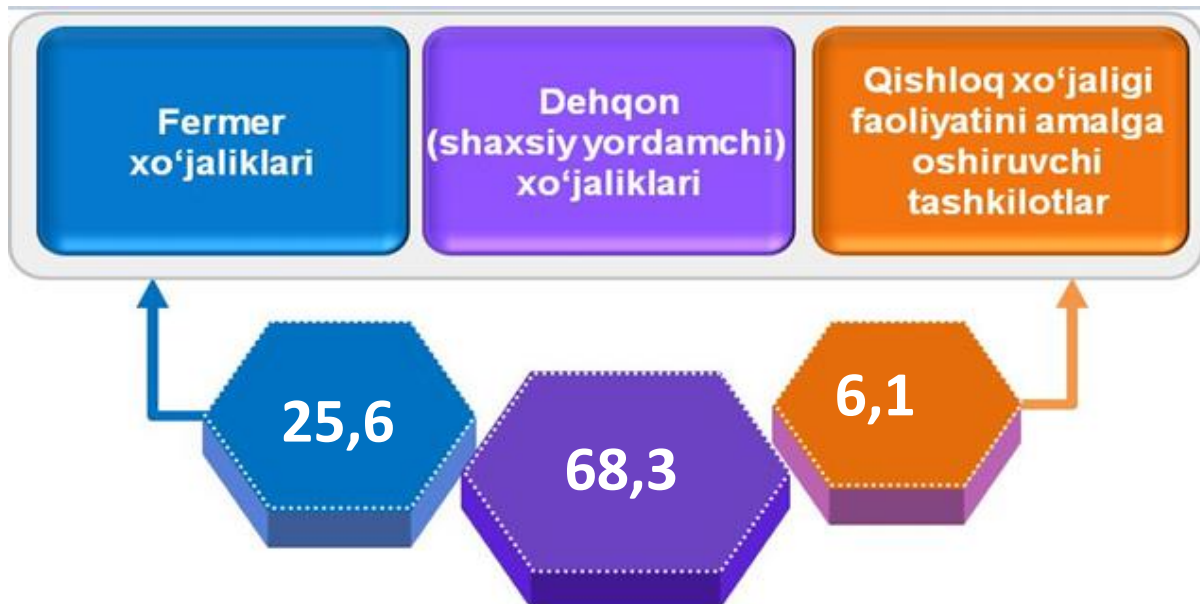 Fermer
xo‘jaliklari
Dehqon
(shaxsiy yordamchi)
xo‘jaliklari
Qishloq xo‘jaligi
faoliyatini amalga
oshiruvchi
tashkilotlar
25,6
68,3
6,1